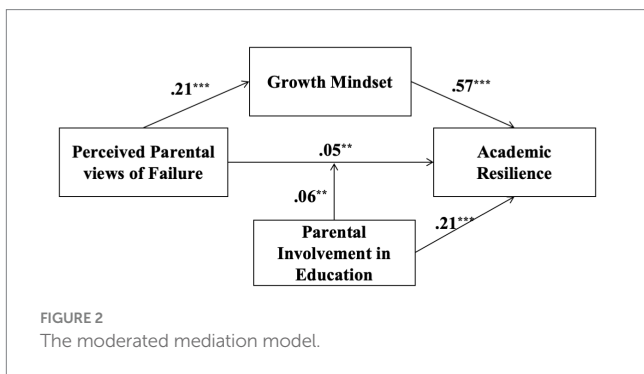 Growth Mindset
.21***
.57***
Perceived Parental
views of Failure
.05**
Academic
Resilience
.06**
Parental
Involvement in
Education
.21***
FIGURE 2
The moderated mediation model.